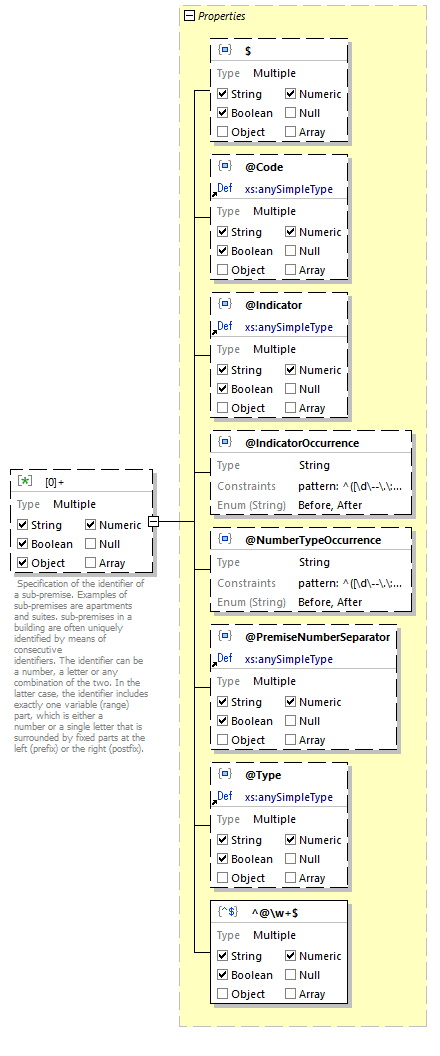 Properties
$
Type Multiple
String Numeric
Boolean Null
Object Array
@Code
Def xs:anySimpleType
Type Multiple
String Numeric
Boolean Null
Object Array
@Indicator
Def xs:anySimpleType
Type Multiple
String Numeric
Boolean Null
Object Array
@IndicatorOccurrence
Type String
Constraints pattern: ^([\d\--\.\:...
Enum (String) Before, After
[0]+
Type Multiple
String Numeric
Boolean Null
Object Array
Specification of the identifier of
a sub-premise. Examples of
sub-premises are apartments
and suites. sub-premises in a
building are often uniquely
identified by means of
consecutive
identifiers. The identifier can be
a number, a letter or any
combination of the two. In the
latter case, the identifier includes
exactly one variable (range)
part, which is either a
number or a single letter that is
surrounded by fixed parts at the
left (prefix) or the right (postfix).
@NumberTypeOccurrence
Type String
Constraints pattern: ^([\d\--\.\:...
Enum (String) Before, After
@PremiseNumberSeparator
Def xs:anySimpleType
Type Multiple
String Numeric
Boolean Null
Object Array
@Type
Def xs:anySimpleType
Type Multiple
String Numeric
Boolean Null
Object Array
^@\w+$
Type Multiple
String Numeric
Boolean Null
Object Array